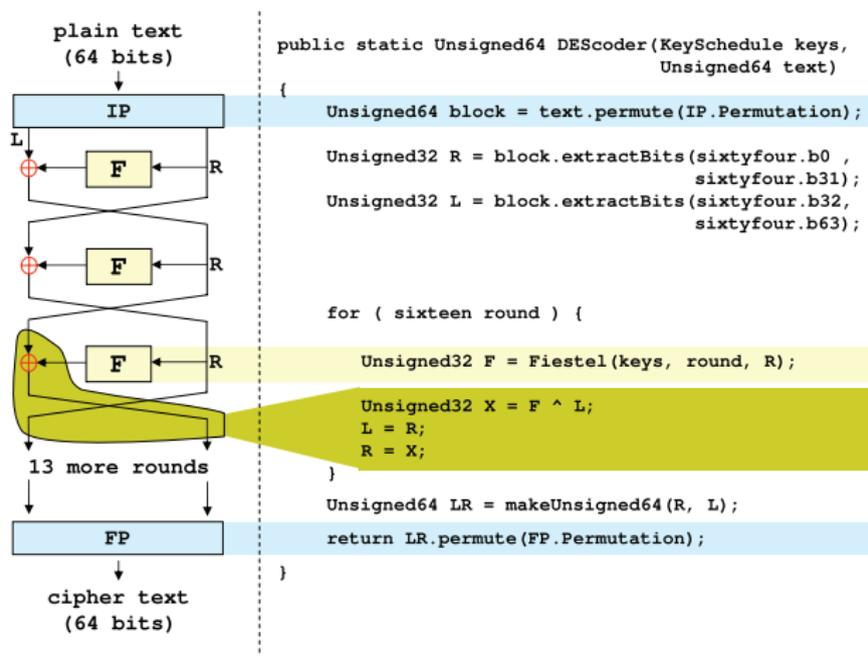 plain text
(64 bits)
IP
L
F
R
F
R
F
R
13 more rounds
FP
cipher text
(64 bits)
public static Unsigned64 DEScoder(KeySchedule keys,
Unsigned64 text)
{
Unsigned64 block = text.permute(IP.Permutation);
Unsigned32 R = block.extractBits(sixtyfour.b0 ,
sixtyfour.b31);
Unsigned32 L = block.extractBits(sixtyfour.b32,
sixtyfour.b63);
for ( sixteen round ) {
Unsigned32 F = Fiestel(keys, round, R);
Unsigned32 X = F ^ L;
L = R;
R = X;
}
Unsigned64 LR = makeUnsigned64(R, L);
return LR.permute(FP.Permutation);
}